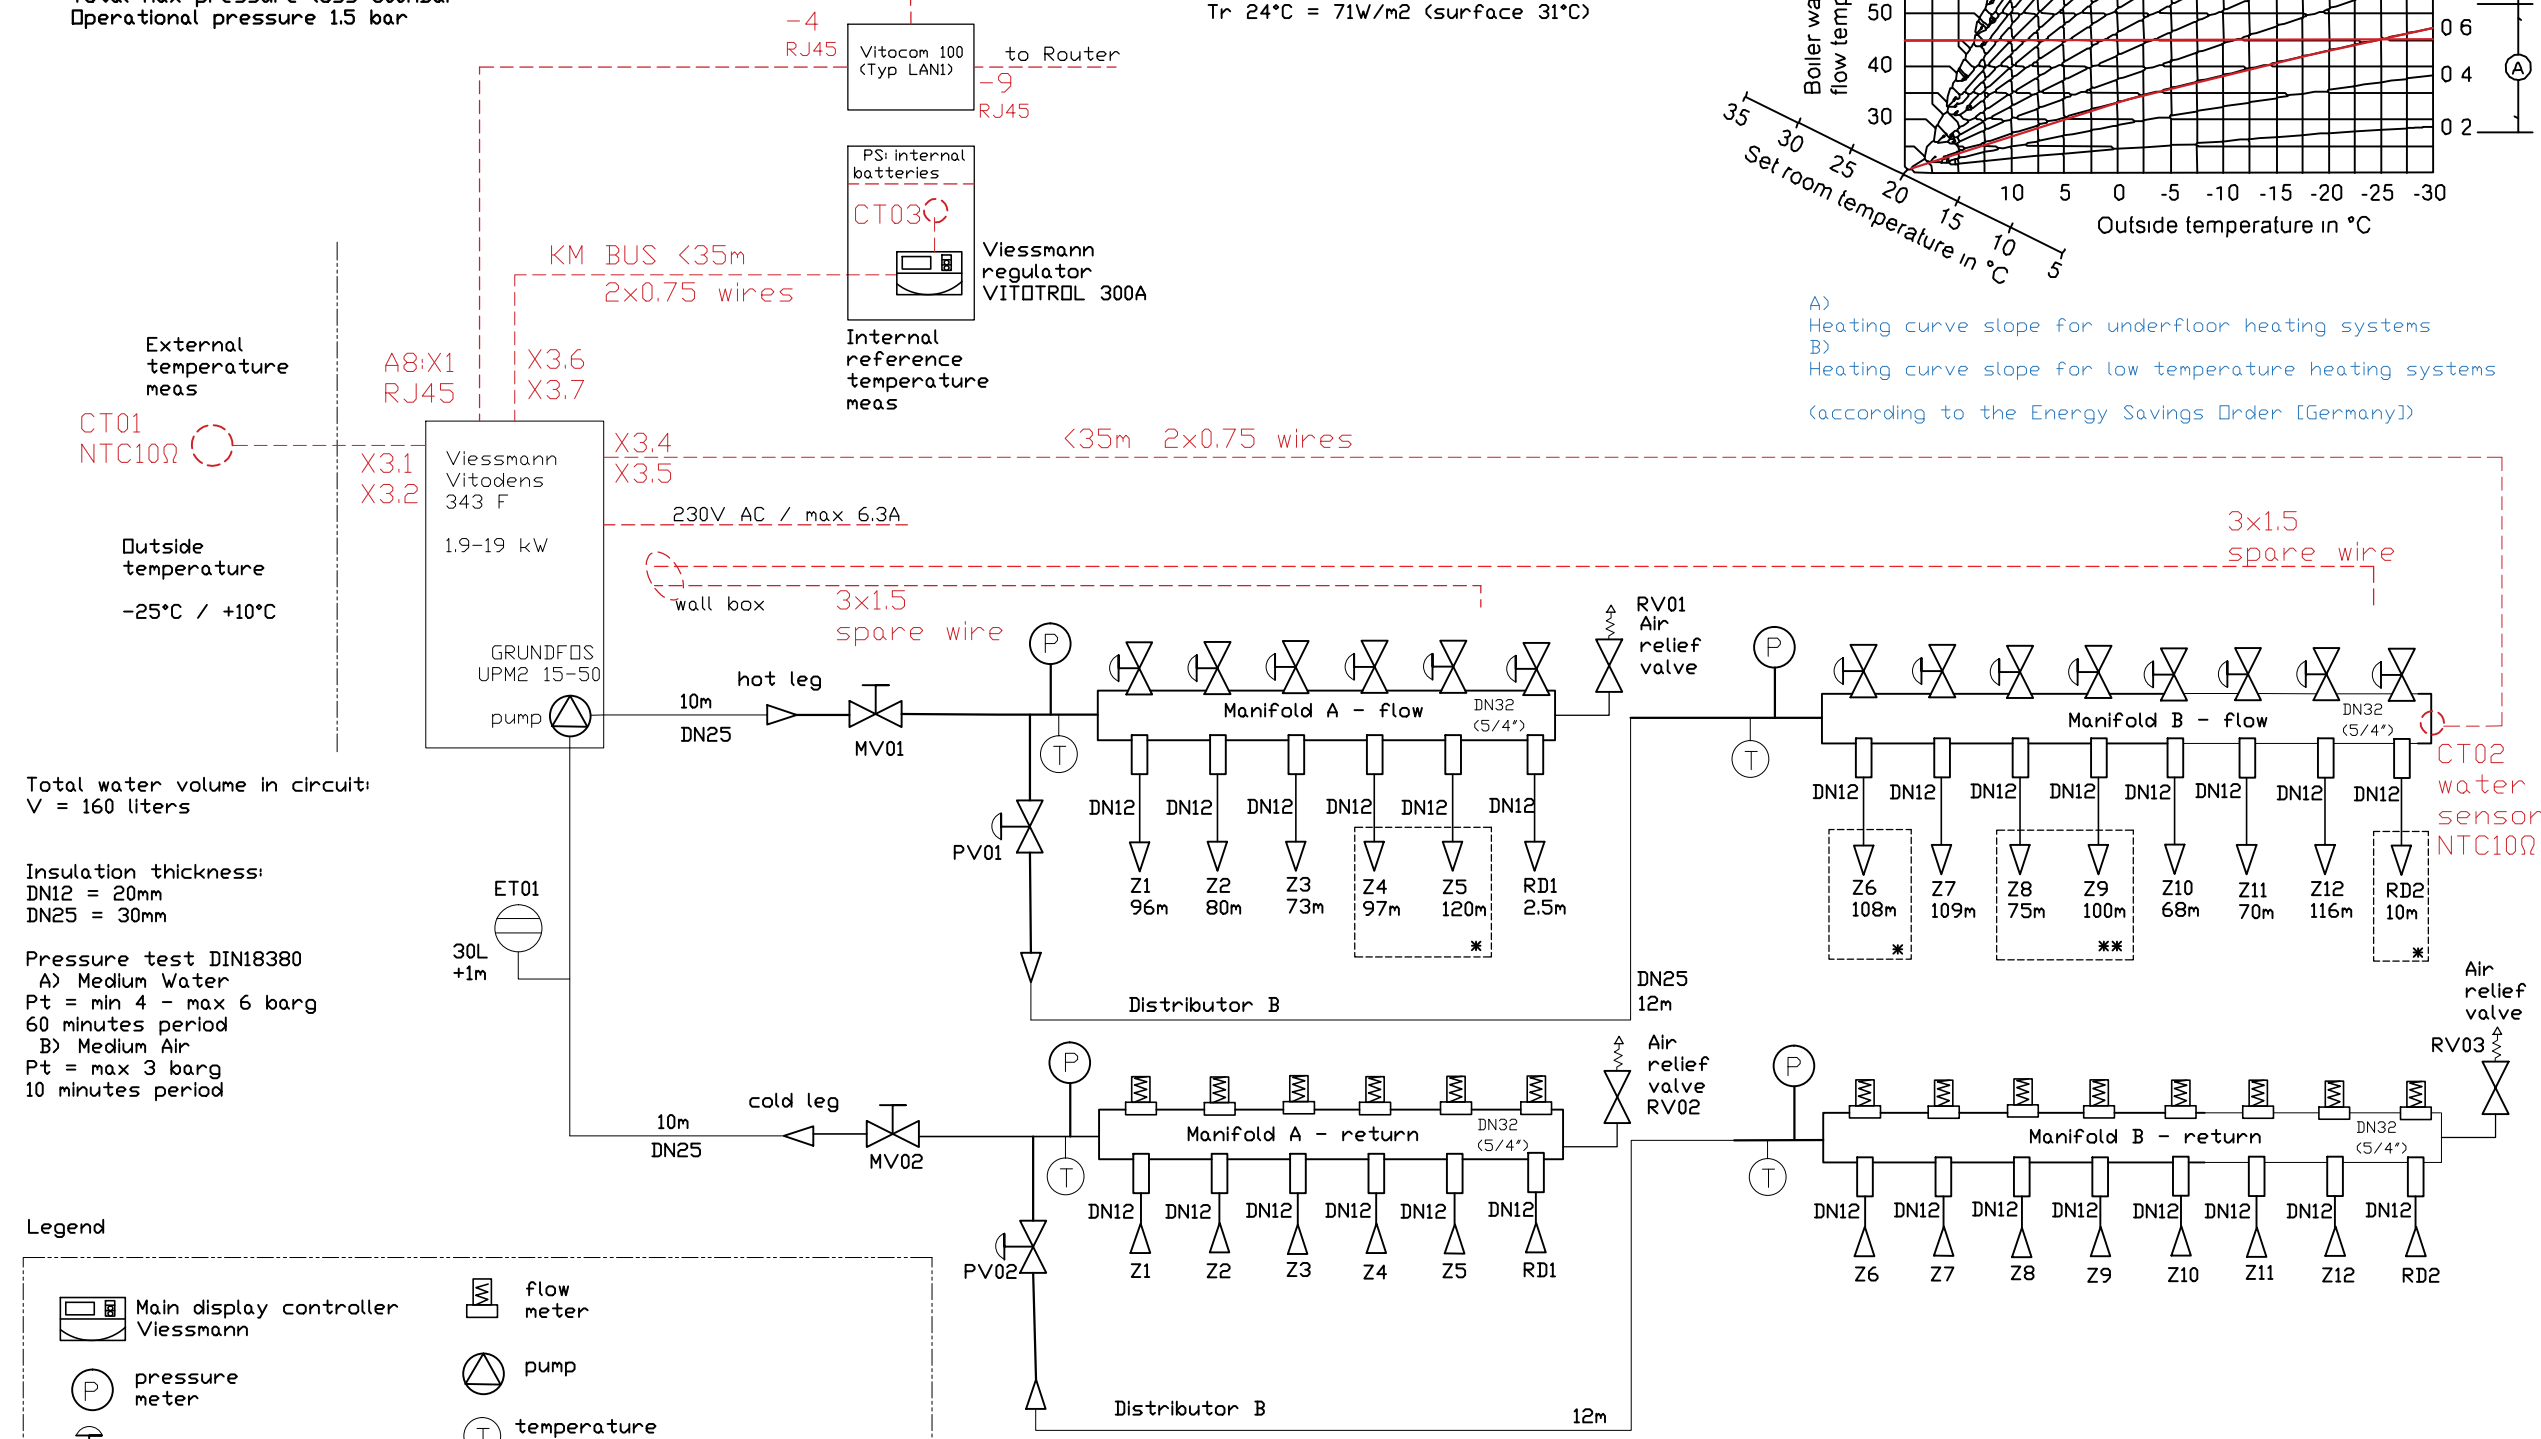 Operational pressure 1.5 bar
-4
RJ45
Vitocom 100
(Typ LAN1)
to Router
-9
RJ45
Tr 24°C = 71W/m2 (surface 31°C)
PS: internal
batteries
CT03
Viessmann
regulator
VITOTROL 300A
KM BUS <35m
2x0.75 wires
Internal
reference
temperature
meas
50
40
30
0 6
0 4
0 2
A
35
30
25
20
15
10
5
Set room temperature in °C
10 5 0 -5 -10 -15 -20 -25 -30
Outside temperature in °C
A)
Heating curve slope for underfloor heating systems
B)
Heating curve slope for low temperature heating systems
(according to the Energy Savings Order [Germany])
External
temperature
meas
CT01
NTC10Ω
A8:X1
RJ45
X3.6
X3.7
X3.1
X3.2
X3.4
X3.5
<35m 2x0.75 wires
Viessmann
Vitodens
343 F
1.9-19 kW
230V AC / max 6.3A
Outside
temperature
-25°C / +10°C
wall box
3x1.5
spare wire
3x1.5
spare wire
GRUNDFOS
UPM2 15-50
pump
hot leg
10m
DN25
MV01
P
T
Manifold A - flow
DN32
(5/4")
RV01
Air
relief
valve
P
T
Manifold B - flow
DN32
(5/4")
CT02
water
sensor
NTC10Ω
PV01
DN12 DN12 DN12 DN12 DN12 DN12
Z1
96m
Z2
80m
Z3
73m
Z4
97m
Z5
120m
*
RD1
2.5m
DN12 DN12 DN12 DN12 DN12 DN12 DN12 DN12
Z6
108m
*
Z7
109m
Z8
75m
Z9
100m
**
Z10
68m
Z11
70m
Z12
116m
RD2
10m
*
Distributor B
DN25
12m
Total water volume in circuit:
V = 160 liters
Insulation thickness:
DN12 = 20mm
DN25 = 30mm
Pressure test DIN18380
A) Medium Water
Pt = min 4 - max 6 barg
60 minutes period
B) Medium Air
Pt = max 3 barg
10 minutes period
ET01
30L
+1m
cold leg
10m
DN25
MV02
P
T
Manifold A - return
DN32
(5/4")
Air
relief
valve
RV02
P
T
Manifold B - return
DN32
(5/4")
Air
relief
valve
RV03
PV02
DN12 DN12 DN12 DN12 DN12 DN12
Z1 Z2 Z3 Z4 Z5 RD1
DN12 DN12 DN12 DN12 DN12 DN12 DN12 DN12
Z6 Z7 Z8 Z9 Z10 Z11 Z12 RD2
Distributor B
12m
Legend
Main display controller
Viessmann
flow
meter
P
pressure
meter
pump
T
temperature